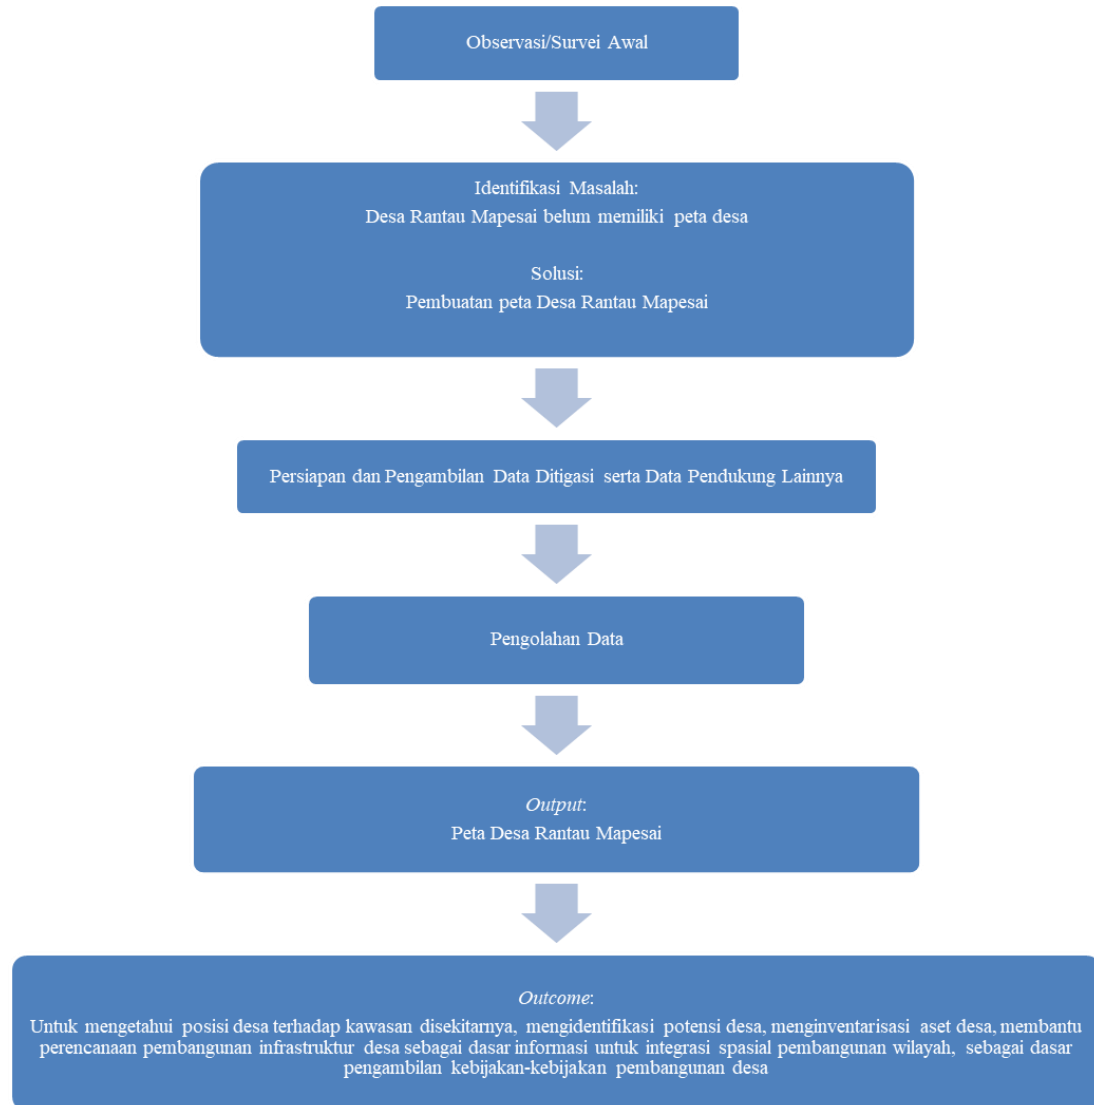 Observasi/Survei Awal
Identifikasi Masalah:
Desa Rantau Mapesai belum memiliki peta desa
Solusi:
Pembuatan peta Desa Rantau Mapesai
Persiapan dan Pengambilan Data Ditigasi serta Data Pendukung Lainnya
Pengolahan Data
Output:
Peta Desa Rantau Mapesai
Outcome:
Untuk mengetahui posisi desa terhadap kawasan disekitarnya, mengidentifikasi potensi desa, menginventarisasi aset desa, membantu
perencanaan pembangunan infrastruktur desa sebagai dasar informasi untuk integrasi spasial pembangunan wilayah, sebagai dasar
pengambilan kebijakan-kebijakan pembangunan desa